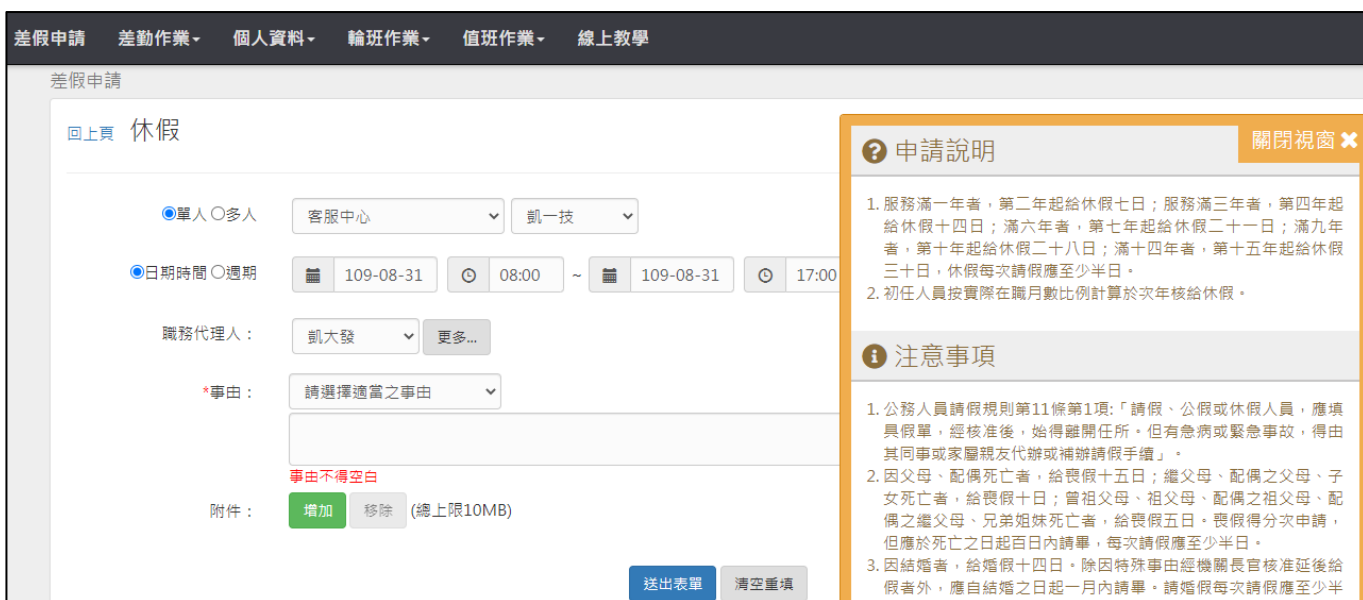 差假申請 差勤作業 個人資料 輪班作業 值班作業 線上教學
差假申請
回上頁 休假
單人 多人 客服中心 凱一技
日期時間 週期 109-08-31 08:00 ~ 109-08-31 17:00
職務代理人： 凱大發 更多...
*事由： 請選擇適當之事由
事由不得空白
附件： 增加 移除 (總上限10MB)
送出表單 清空重填
關閉視窗
申請說明
1. 服務滿一年者，第二年起給休假七日；服務滿三年者，第四年起
給休假十四日；滿六年者，第七年起給休假二十一日；滿九年
者，第十年起給休假二十八日；滿十四年者，第十五年起給休假
三十日，休假每次請假應至少半日。
2. 初任人員按實際在職月數比例計算於次年核給休假。
注意事項
1. 公務人員請假規則第11條第1項:「請假、公假或休假人員，應填
具假單，經核准後，始得離開任所。但有急病或緊急事故，得由
其同事或家屬親友代辦或補辦請假手續」。
2. 因父母、配偶死亡者，給喪假十五日；繼父母、配偶之父母、子
女死亡者，給喪假十日；曾祖父母、祖父母、配偶之祖父母、配
偶之繼父母、兄弟姐妹死亡者，給喪假五日。喪假得分次申請，
但應於死亡之日起百日內請畢，每次請假應至少半日。
3. 因結婚者，給婚假十四日。除因特殊事由經機關長官核准延後給
假者外，應自結婚之日起一月內請畢。請婚假每次請假應至少半